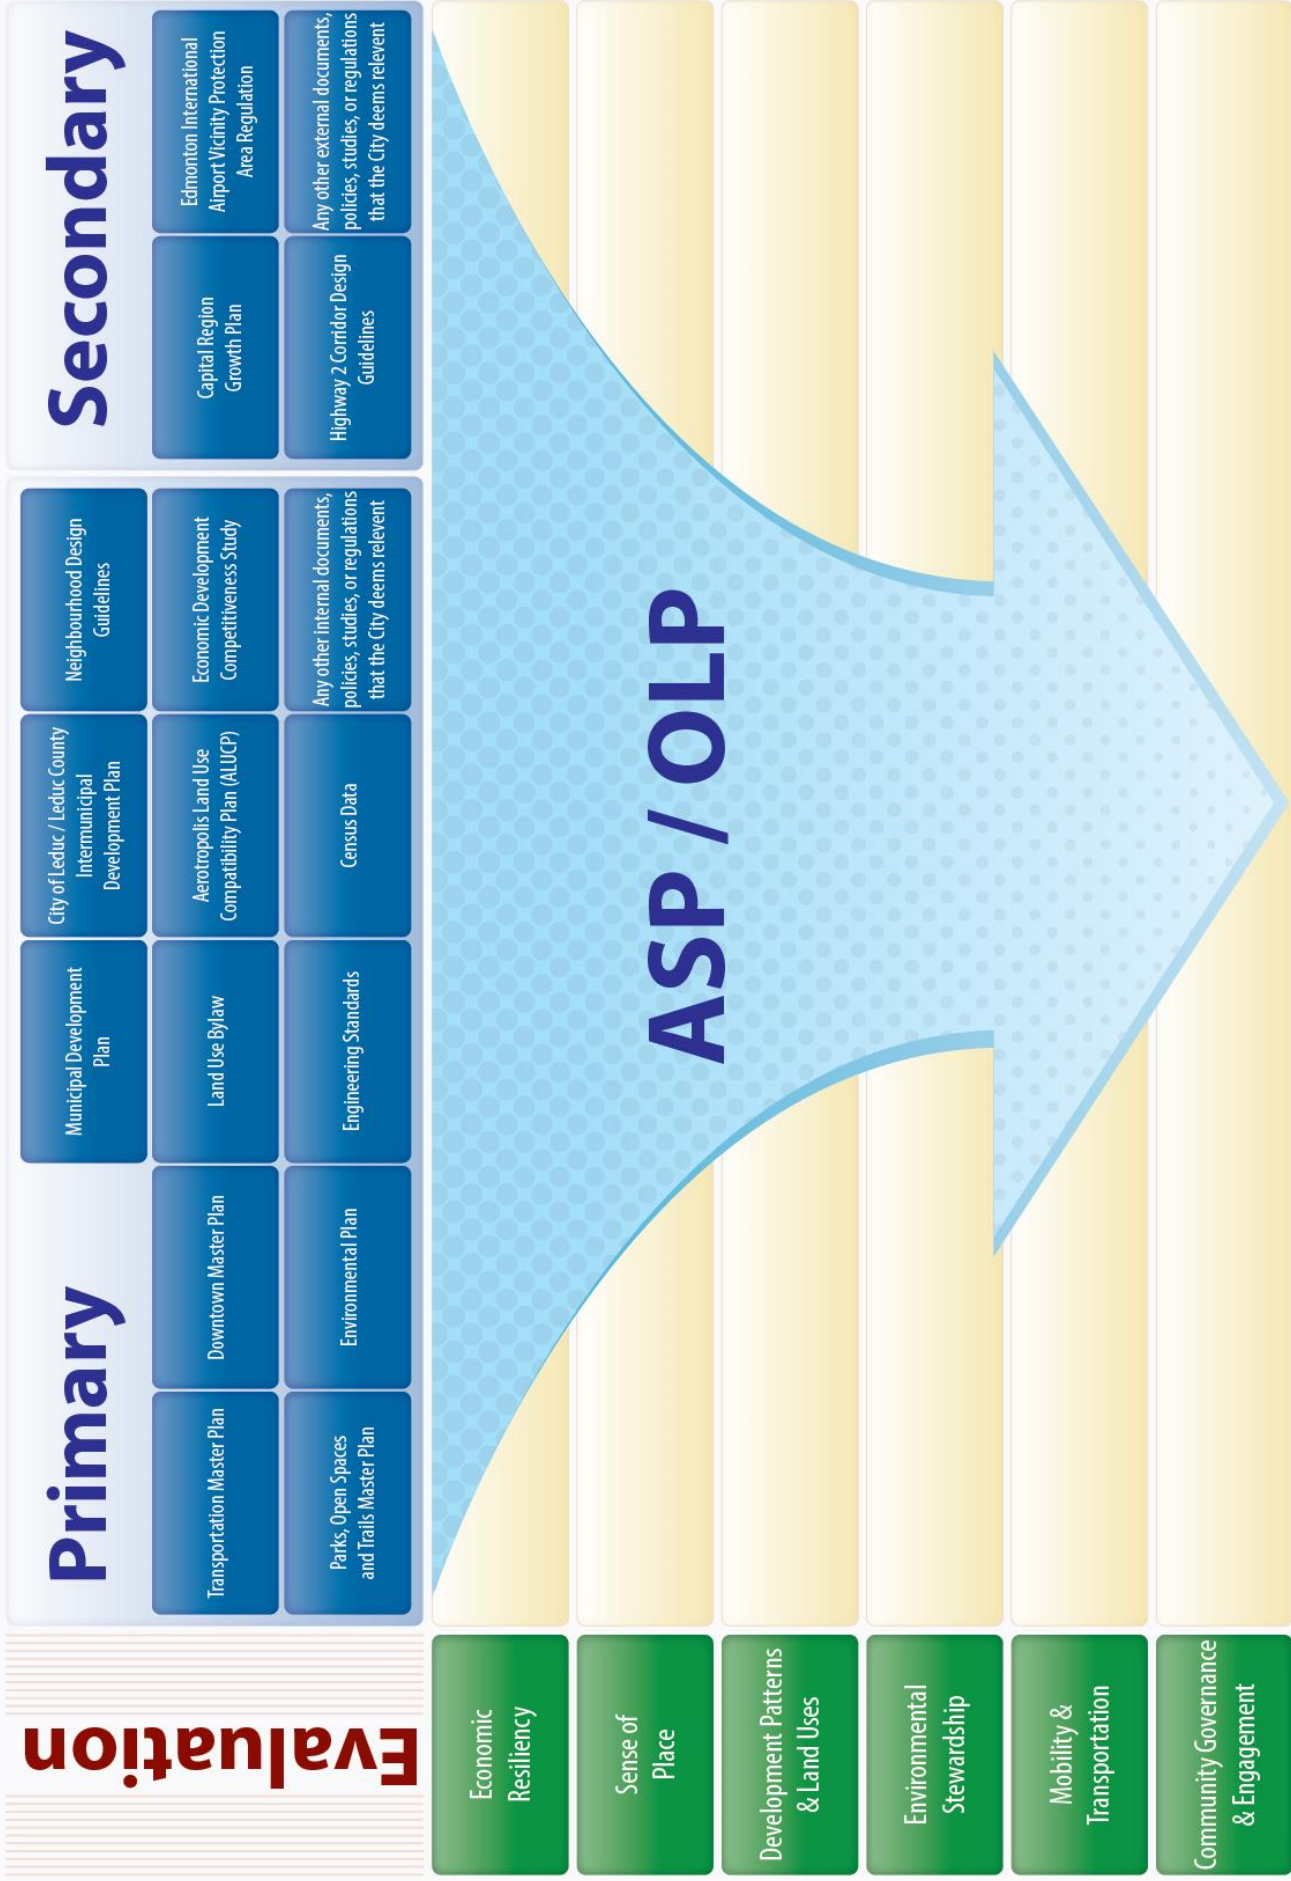 Evaluation
Primary
Municipal Development
Plan
City of Leduc / Leduc County
Intermunicipal
Development Plan
Neighbourhood Design
Guidelines
Transportation Master Plan
Downtown Master Plan
Land Use Bylaw
Aerotropolis Land Use
Compatibility Plan (ALUCP)
Economic Development
Competitiveness Study
Parks, Open Spaces
and Trails Master Plan
Environmental Plan
Engineering Standards
Census Data
Any other internal documents,
policies, studies, or regulations
that the City deems relevant
Secondary
Capital Region
Growth Plan
Edmonton International
Airport Vicinity Protection
Area Regulation
Highway 2 Corridor Design
Guidelines
Any other external documents,
policies, studies, or regulations
that the City deems relevant
Economic
Resiliency
Sense of
Place
Development Patterns
& Land Uses
Environmental
Stewardship
Mobility &
Transportation
Community Governance
& Engagement
ASP / OLP